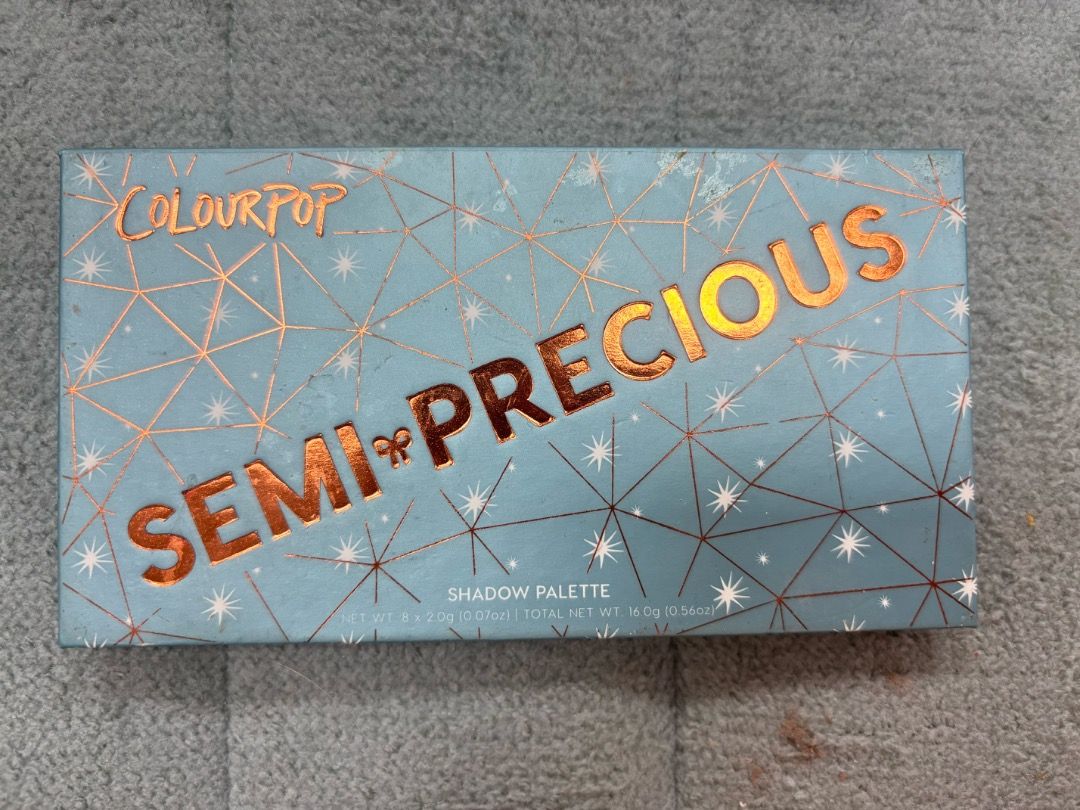 COLOURPOP
SEMI PRECIOUS
SHADOW PALETTE
NET WT. 8 x 2.0g (0.07oz) | TOTAL NET WT. 16.0g (0.56oz)